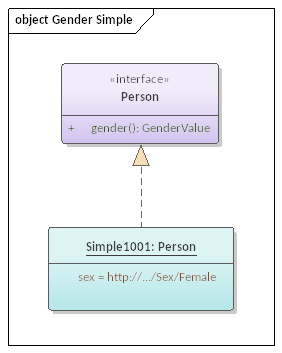 object Gender Simple
«interface»
Person
+ gender(): GenderValue
Simple1001: Person
sex = http://.../Sex/Female